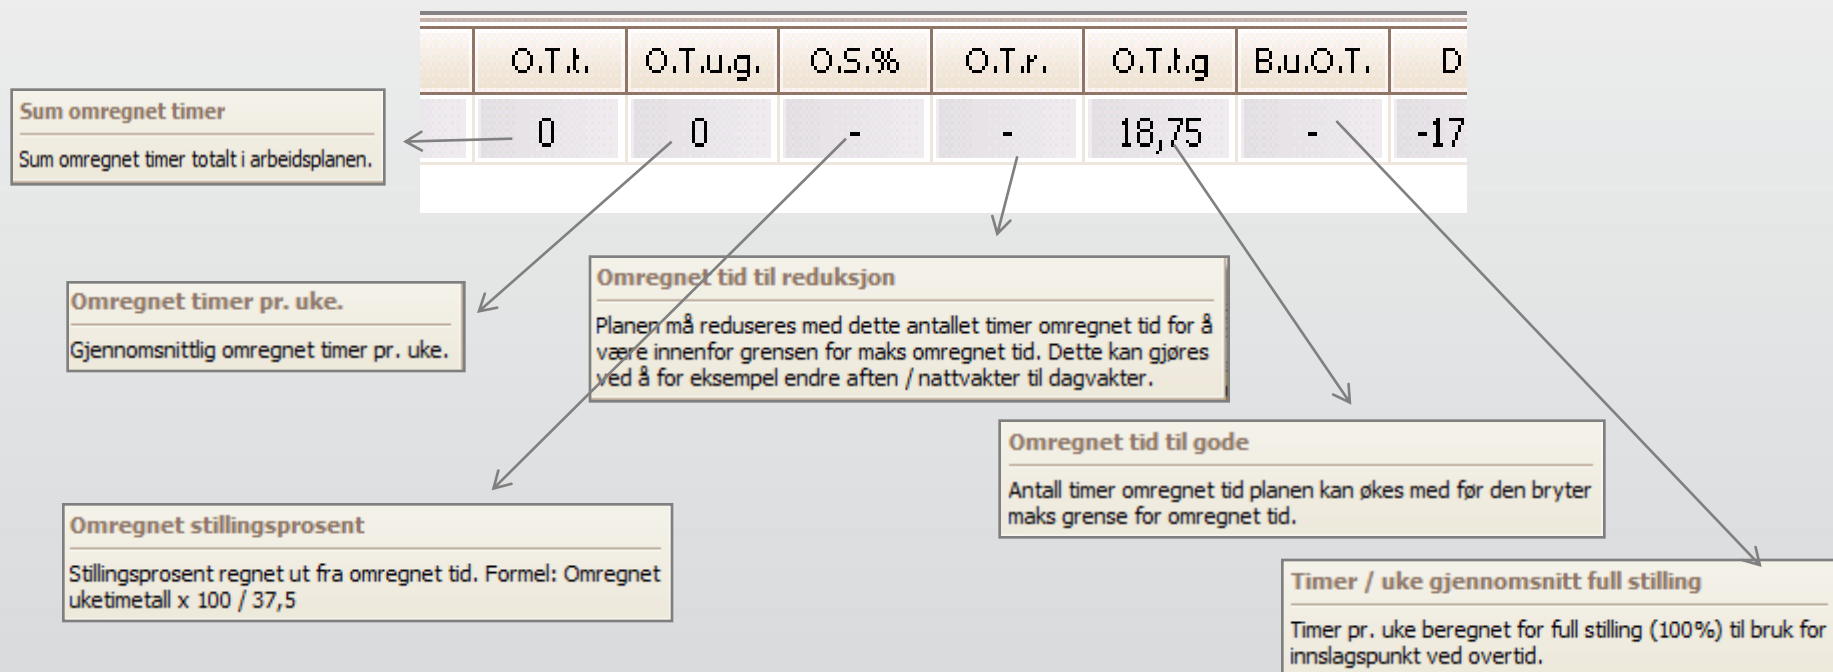 O.T.t. O.T.u.g. O.S.% O.T.r. O.T.t.g B.u.O.T. D
0 0 - - 18,75 - -17
Sum omregnet timer
Sum omregnet timer totalt i arbeidsplanen.
Omregnet timer pr. uke.
Gjennomsnittlig omregnet timer pr. uke.
Omregnet tid til reduksjon
Planen må reduseres med dette antallet timer omregnet tid for å
være innenfor grensen for maks omregnet tid. Dette kan gjøres
ved å for eksempel endre aften / nattvakter til dagvakter.
Omregnet tid til gode
Antall timer omregnet tid planen kan økes med før den bryter
maks grense for omregnet tid.
Omregnet stillingsprosent
Stillingsprosent regnet ut fra omregnet tid. Formel: Omregnet
uketimetall x 100 / 37,5
Timer / uke gjennomsnitt full stilling
Timer pr. uke beregnet for full stilling (100%) til bruk for
innslagspunkt ved overtid.